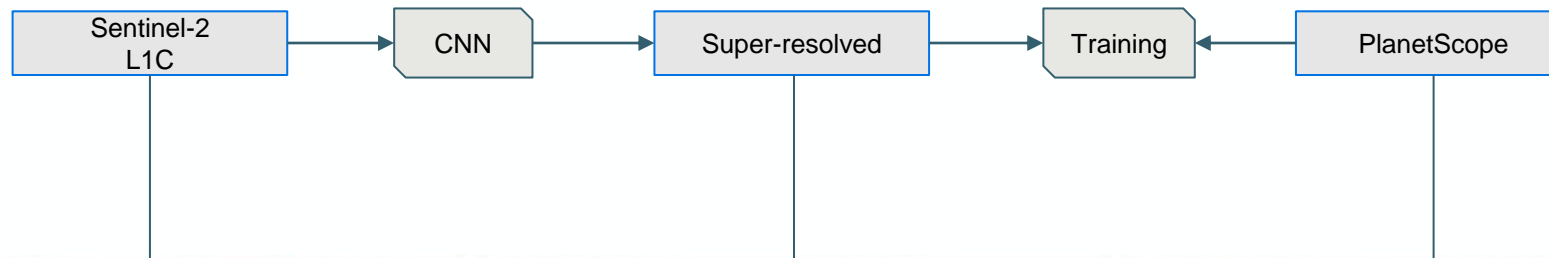 Sentinel-2
L1C
CNN
Super-resolved
Training
PlanetScope